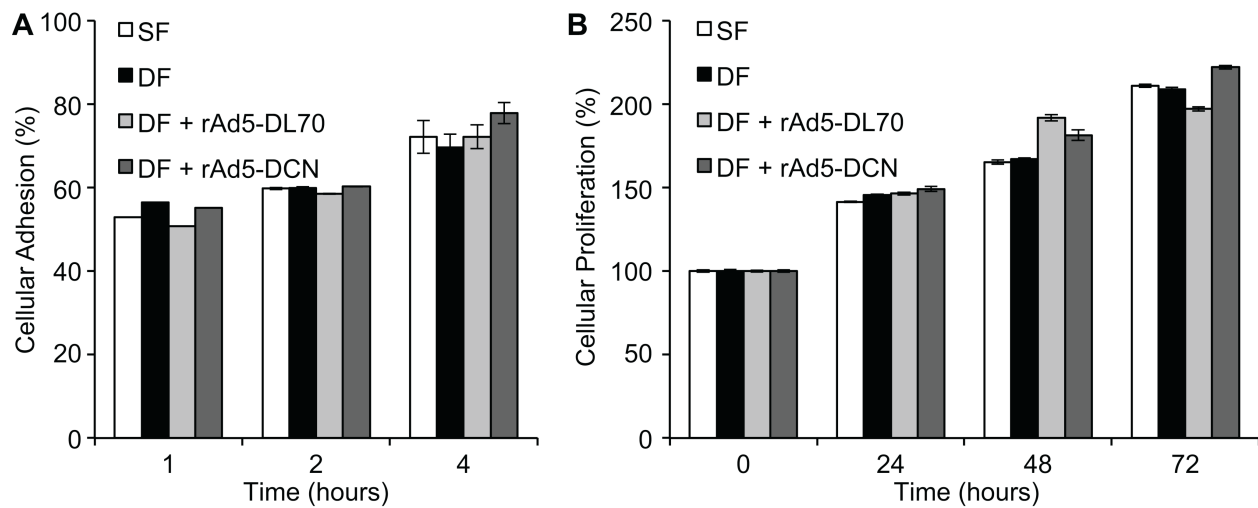 A
100
80
60
40
20
0
Cellular Adhesion (%)
SF
DF
DF + rAd5-DL70
DF + rAd5-DCN
1 2 4
Time (hours)
B
250
200
150
100
50
0
Cellular Proliferation (%)
SF
DF
DF + rAd5-DL70
DF + rAd5-DCN
0 24 48 72
Time (hours)